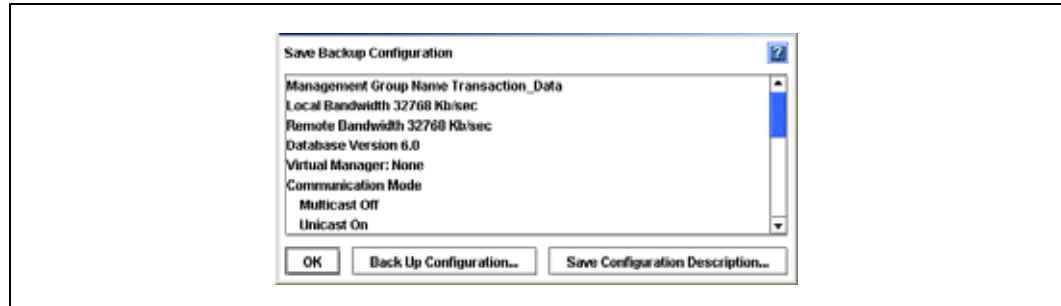 Save Backup Configuration
?
Management Group Name Transaction_Data
Local Bandwidth 32768 Kb/sec
Remote Bandwidth 32768 Kb/sec
Database Version 6.0
Virtual Manager: None
Communication Mode
Multicast Off
Unicast On
OK Back Up Configuration... Save Configuration Description...